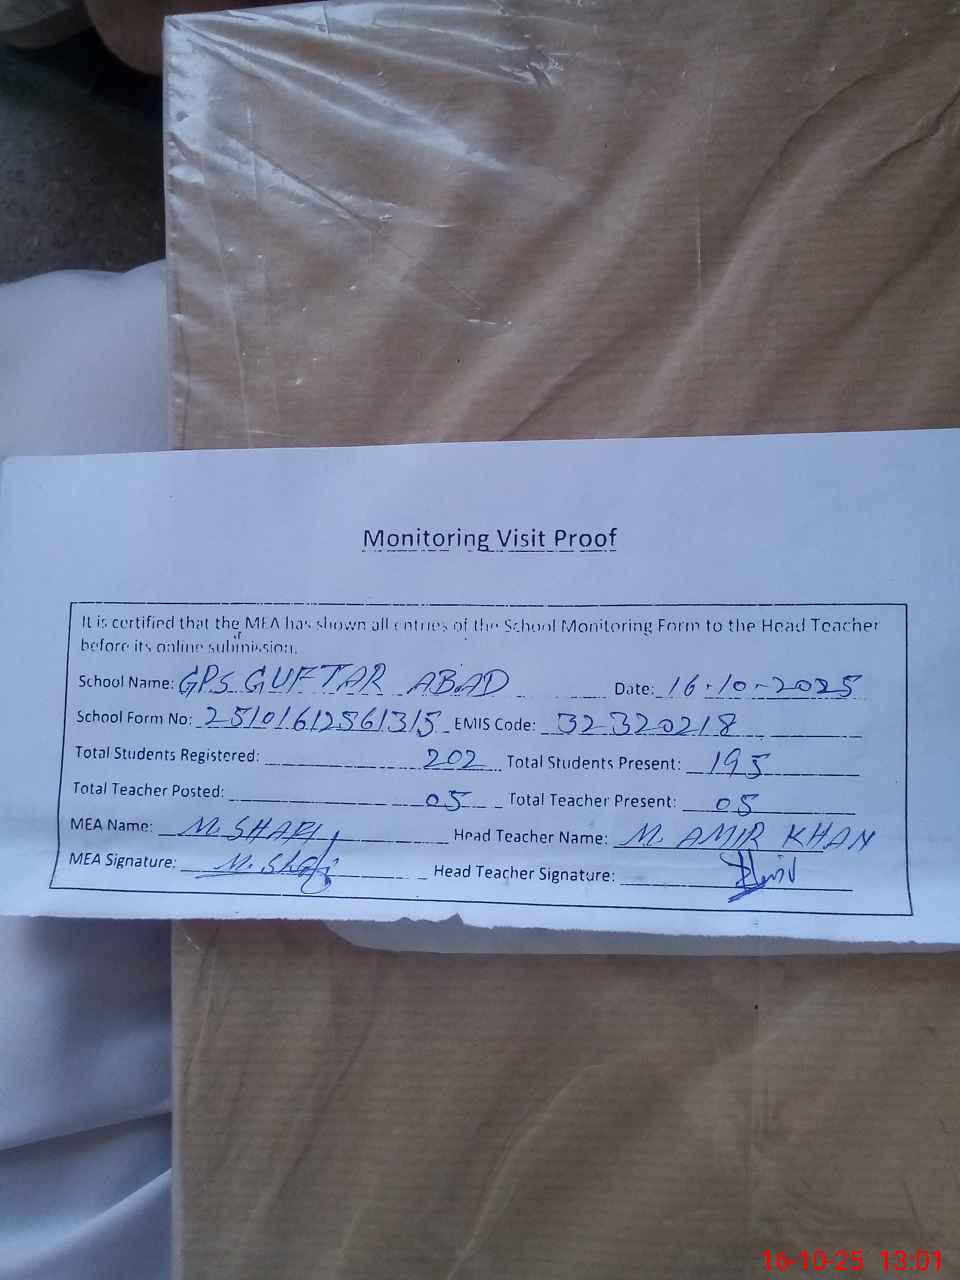 Monitoring Visit Proof
It is certified that the MEA has shown all entries of the School Monitoring Form to the Head Teacher
before its online submission.
School Name: GPS GUFTAR ABAD Date: 16-10-2025
School Form No: 25101612561315 EMIS Code: 32320218
Total Students Registered: 202 Total Students Present: 195
Total Teacher Posted: 05 Total Teacher Present: 05
MEA Name: M. SHAFI Head Teacher Name: M. AMIR KHAN
MEA Signature: M. Shafi Head Teacher Signature:
16-10-25 13:01